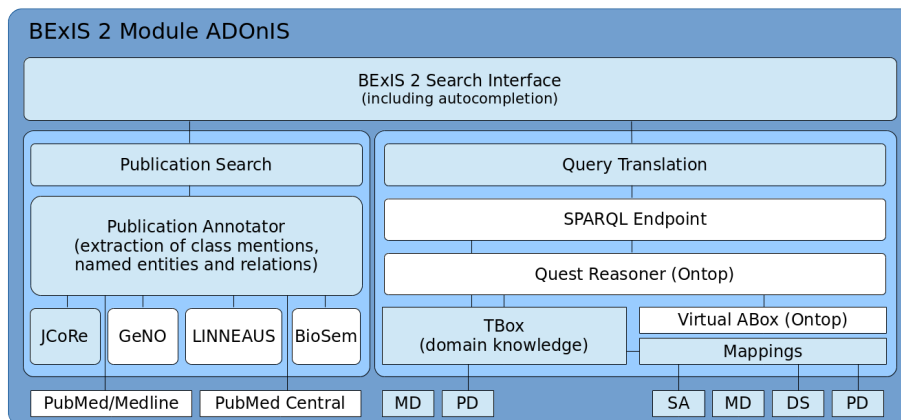 BExIS 2 Module ADOnIS
BExIS 2 Search Interface
(including autocompletion)
Publication Search
Publication Annotator
(extraction of class mentions,
named entities and relations)
JCoRe
GeNO
LINNEAUS
BioSem
PubMed/Medline
PubMed Central
Query Translation
SPARQL Endpoint
Quest Reasoner (Ontop)
TBox
(domain knowledge)
Virtual ABox (Ontop)
Mappings
MD
PD
SA
MD
DS
PD